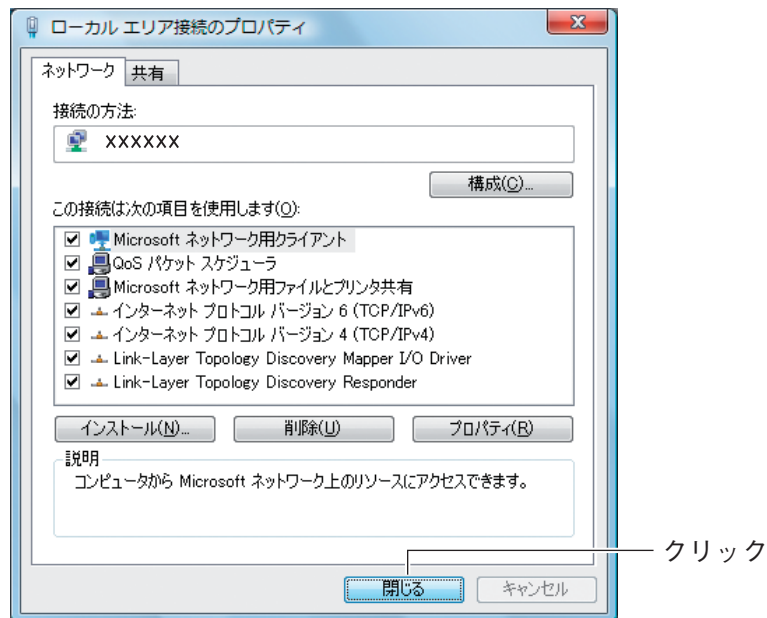 ローカル エリア接続のプロパティ
ネットワーク 共有
接続の方法:
XXXXXX
構成(C)...
この接続は次の項目を使用します(O):
Microsoft ネットワーク用クライアント
QoS パケット スケジューラ
Microsoft ネットワーク用ファイルとプリンタ共有
インターネット プロトコル バージョン 6 (TCP/IPv6)
インターネット プロトコル バージョン 4 (TCP/IPv4)
Link-Layer Topology Discovery Mapper I/O Driver
Link-Layer Topology Discovery Responder
インストール(N)... 削除(U) プロパティ(R)
説明
コンピュータから Microsoft ネットワーク上のリソースにアクセスできます。
クリック
閉じる キャンセル